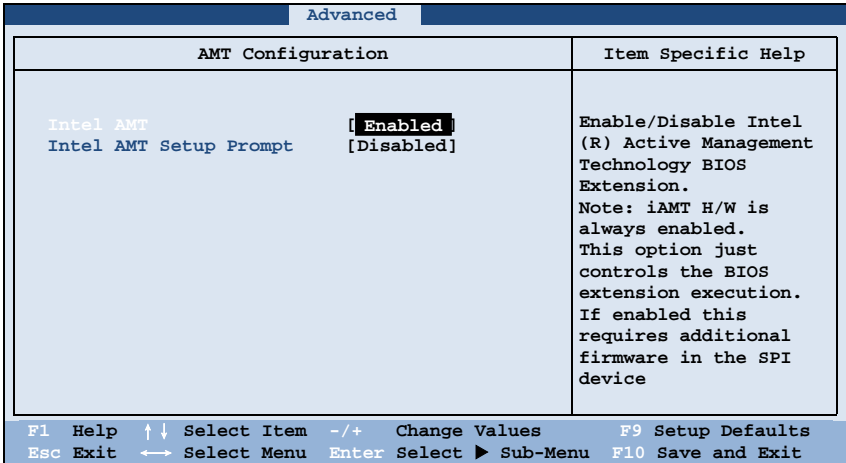 Advanced
AMT Configuration
Item Specific Help
Intel AMT [ Enabled ]
Intel AMT Setup Prompt [Disabled]
Enable/Disable Intel
(R) Active Management
Technology BIOS
Extension.
Note: iAMT H/W is
always enabled.
This option just
controls the BIOS
extension execution.
If enabled this
requires additional
firmware in the SPI
device
F1 Help ↑↓ Select Item -/+ Change Values F9 Setup Defaults
Esc Exit ←→ Select Menu Enter Select ▶ Sub-Menu F10 Save and Exit